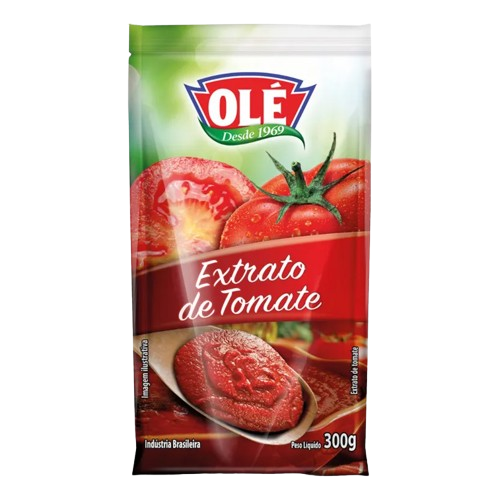 OLÉ
Desde 1969
Extrato
de Tomate
Imagem ilustrativa
Extrato de tomate
Indústria Brasileira
Peso Líquido 300g